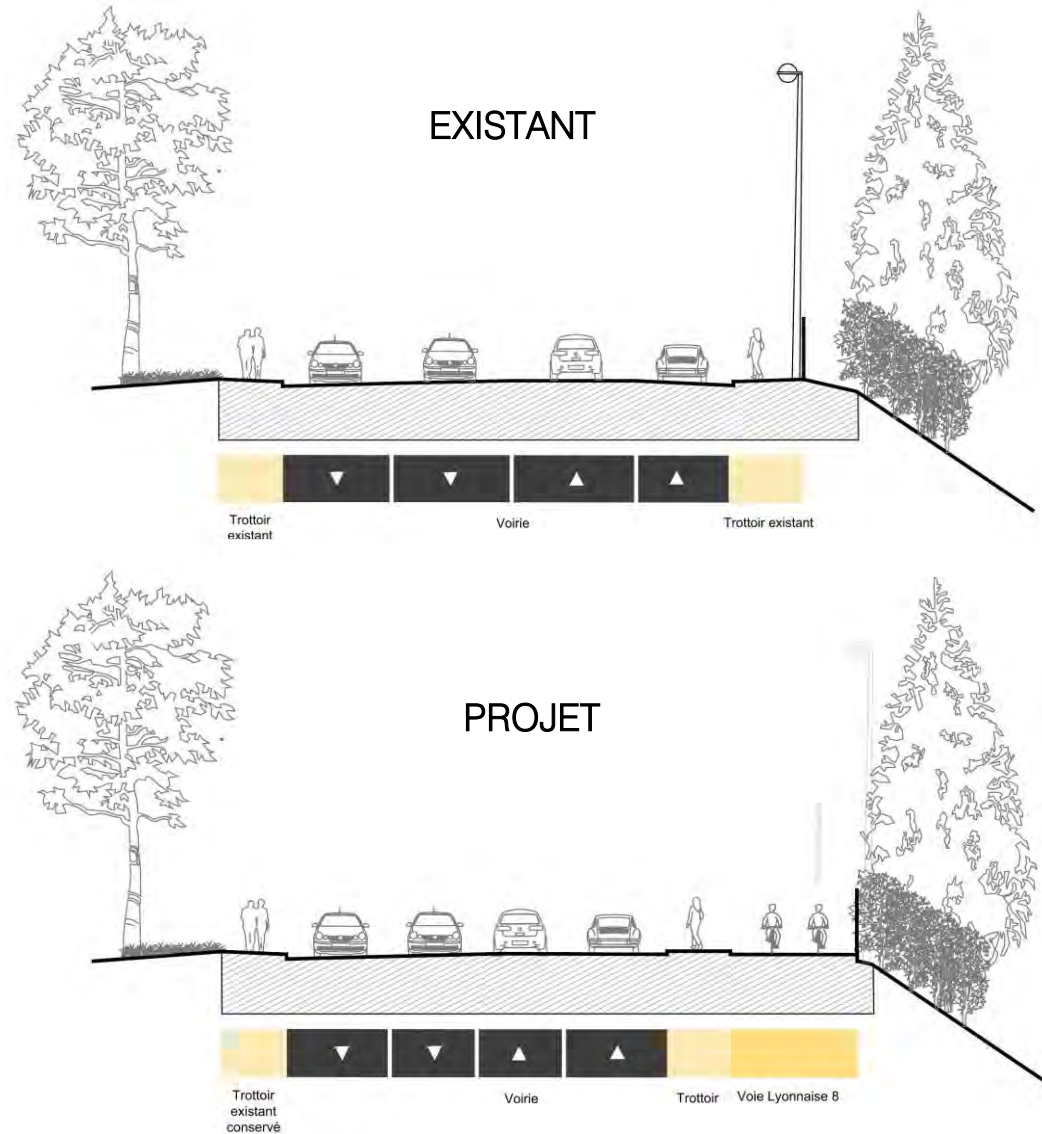 EXISTANT
Trottoir
existant
Voirie
Trottoir existant
PROJET
Trottoir
existant
conservé
Voirie
Trottoir
Voie Lyonnaise 8